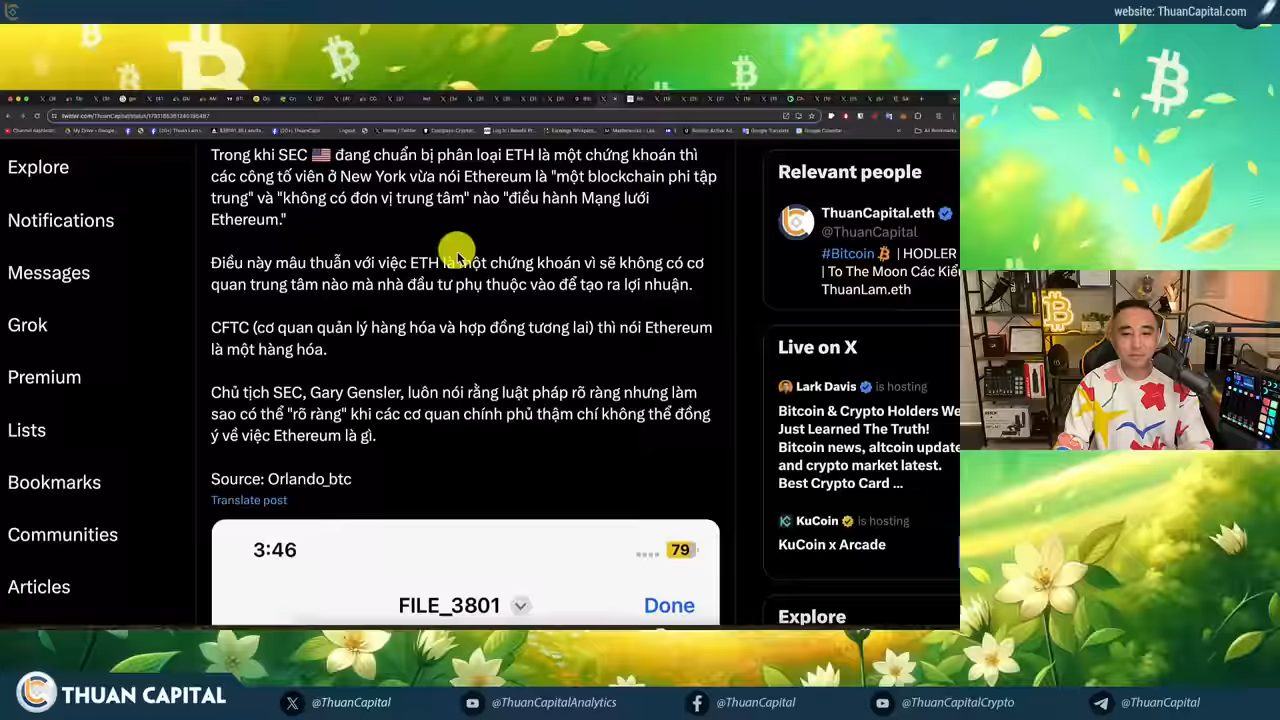 website: ThuanCapital.com
Explore
Notifications
Messages
Grok
Premium
Lists
Bookmarks
Communities
Articles
Trong khi SEC 🇺🇸 đang chuẩn bị phân loại ETH là một chứng khoán thì
các công tố viên ở New York vừa nói Ethereum là "một blockchain phi tập
trung" và "không có đơn vị trung tâm" nào "điều hành Mạng lưới
Ethereum."
Điều này mâu thuẫn với việc ETH là một chứng khoán vì sẽ không có cơ
quan trung tâm nào mà nhà đầu tư phụ thuộc vào để tạo ra lợi nhuận.
CFTC (cơ quan quản lý hàng hóa và hợp đồng tương lai) thì nói Ethereum
là một hàng hóa.
Chủ tịch SEC, Gary Gensler, luôn nói rằng luật pháp rõ ràng nhưng làm
sao có thể "rõ ràng" khi các cơ quan chính phủ thậm chí không thể đồng
ý về việc Ethereum là gì.
Source: Orlando_btc
Translate post
3:46
79
FILE_3801
Done
Relevant people
ThuanCapital.eth
@ThuanCapital
#Bitcoin | HODLER
| To The Moon Các Kiể
ThuanLam.eth
Live on X
Lark Davis is hosting
Bitcoin & Crypto Holders We
Just Learned The Truth!
Bitcoin news, altcoin update
and crypto market latest.
Best Crypto Card ...
KuCoin is hosting
KuCoin x Arcade
Explore
THUAN CAPITAL
@ThuanCapital
@ThuanCapitalAnalytics
@ThuanCapital
@ThuanCapitalCrypto
@ThuanCapital